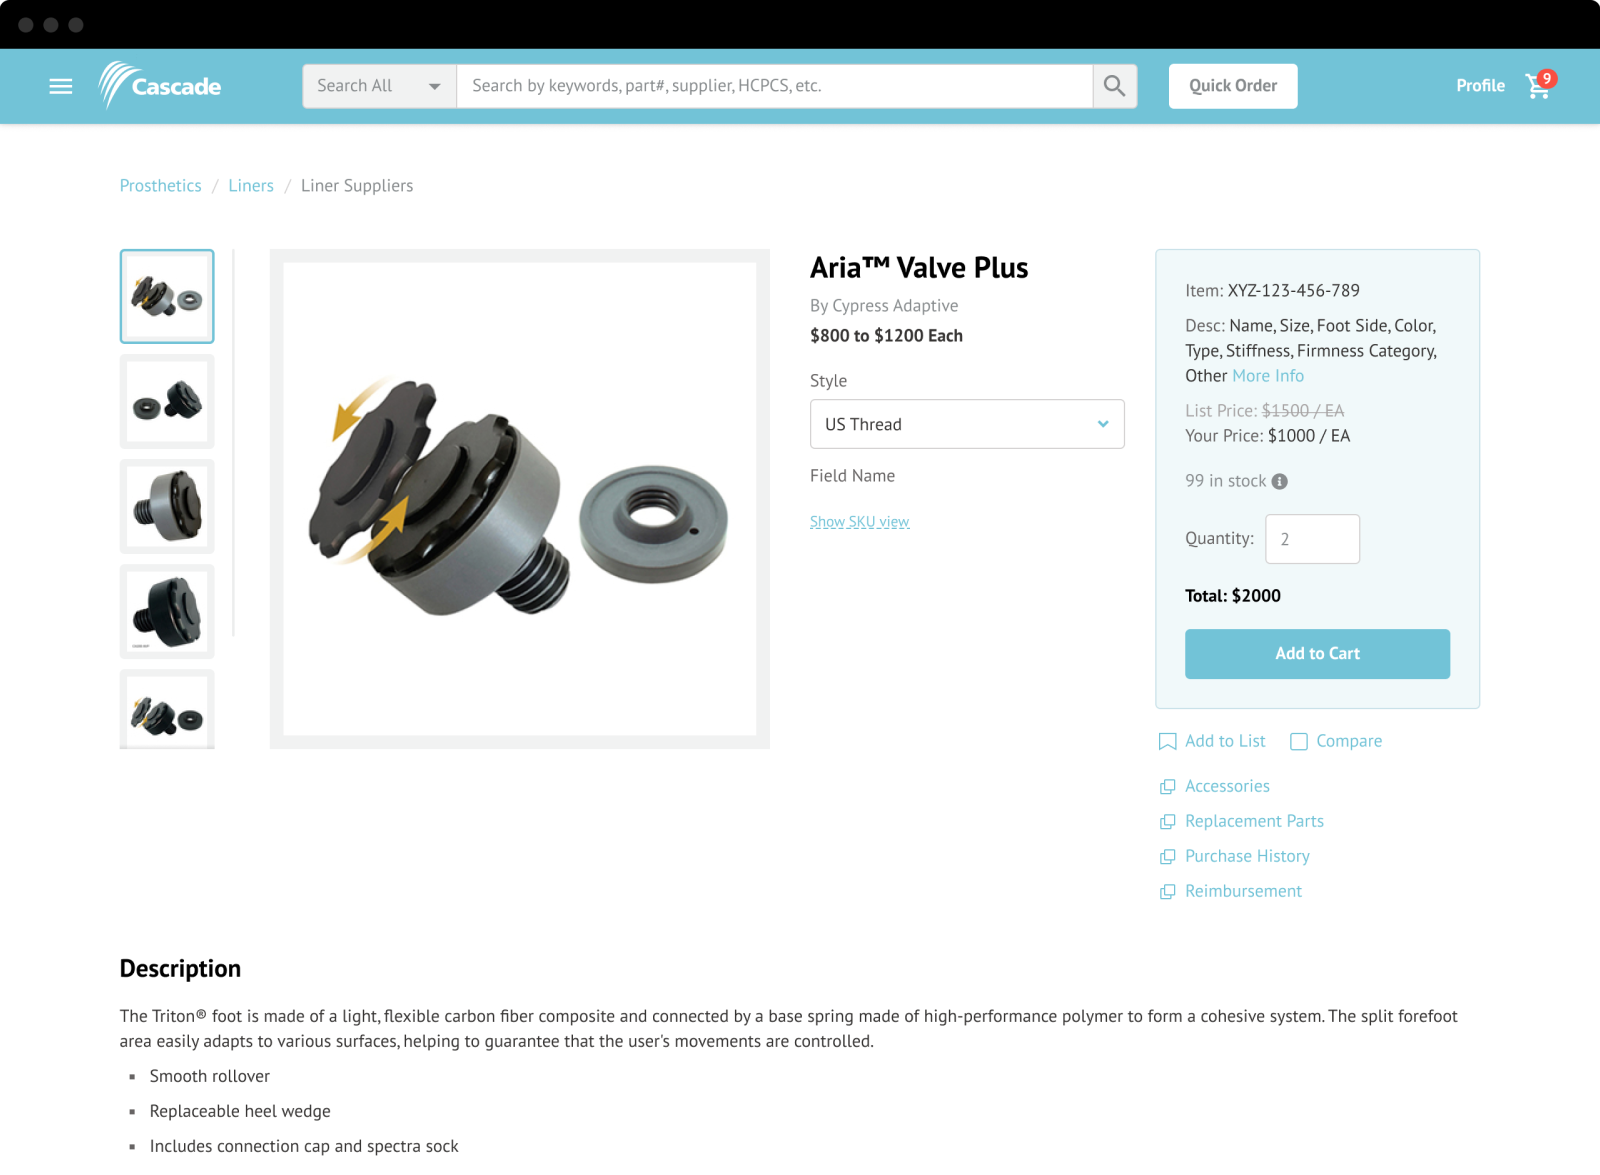 Cascade
Search All
Search by keywords, part#, supplier, HCPCS, etc.
Quick Order
Profile
9
Prosthetics / Liners / Liner Suppliers
Aria™ Valve Plus
By Cypress Adaptive
$800 to $1200 Each
Style
US Thread
Field Name
Show SKU view
Item: XYZ-123-456-789
Desc: Name, Size, Foot Side, Color,
Type, Stiffness, Firmness Category,
Other More Info
List Price: $1500 / EA
Your Price: $1000 / EA
99 in stock
Quantity: 2
Total: $2000
Add to Cart
Add to List
Compare
Accessories
Replacement Parts
Purchase History
Reimbursement
Description
The Triton® foot is made of a light, flexible carbon fiber composite and connected by a base spring made of high-performance polymer to form a cohesive system. The split forefoot
area easily adapts to various surfaces, helping to guarantee that the user's movements are controlled.
▪ Smooth rollover
▪ Replaceable heel wedge
▪ Includes connection cap and spectra sock